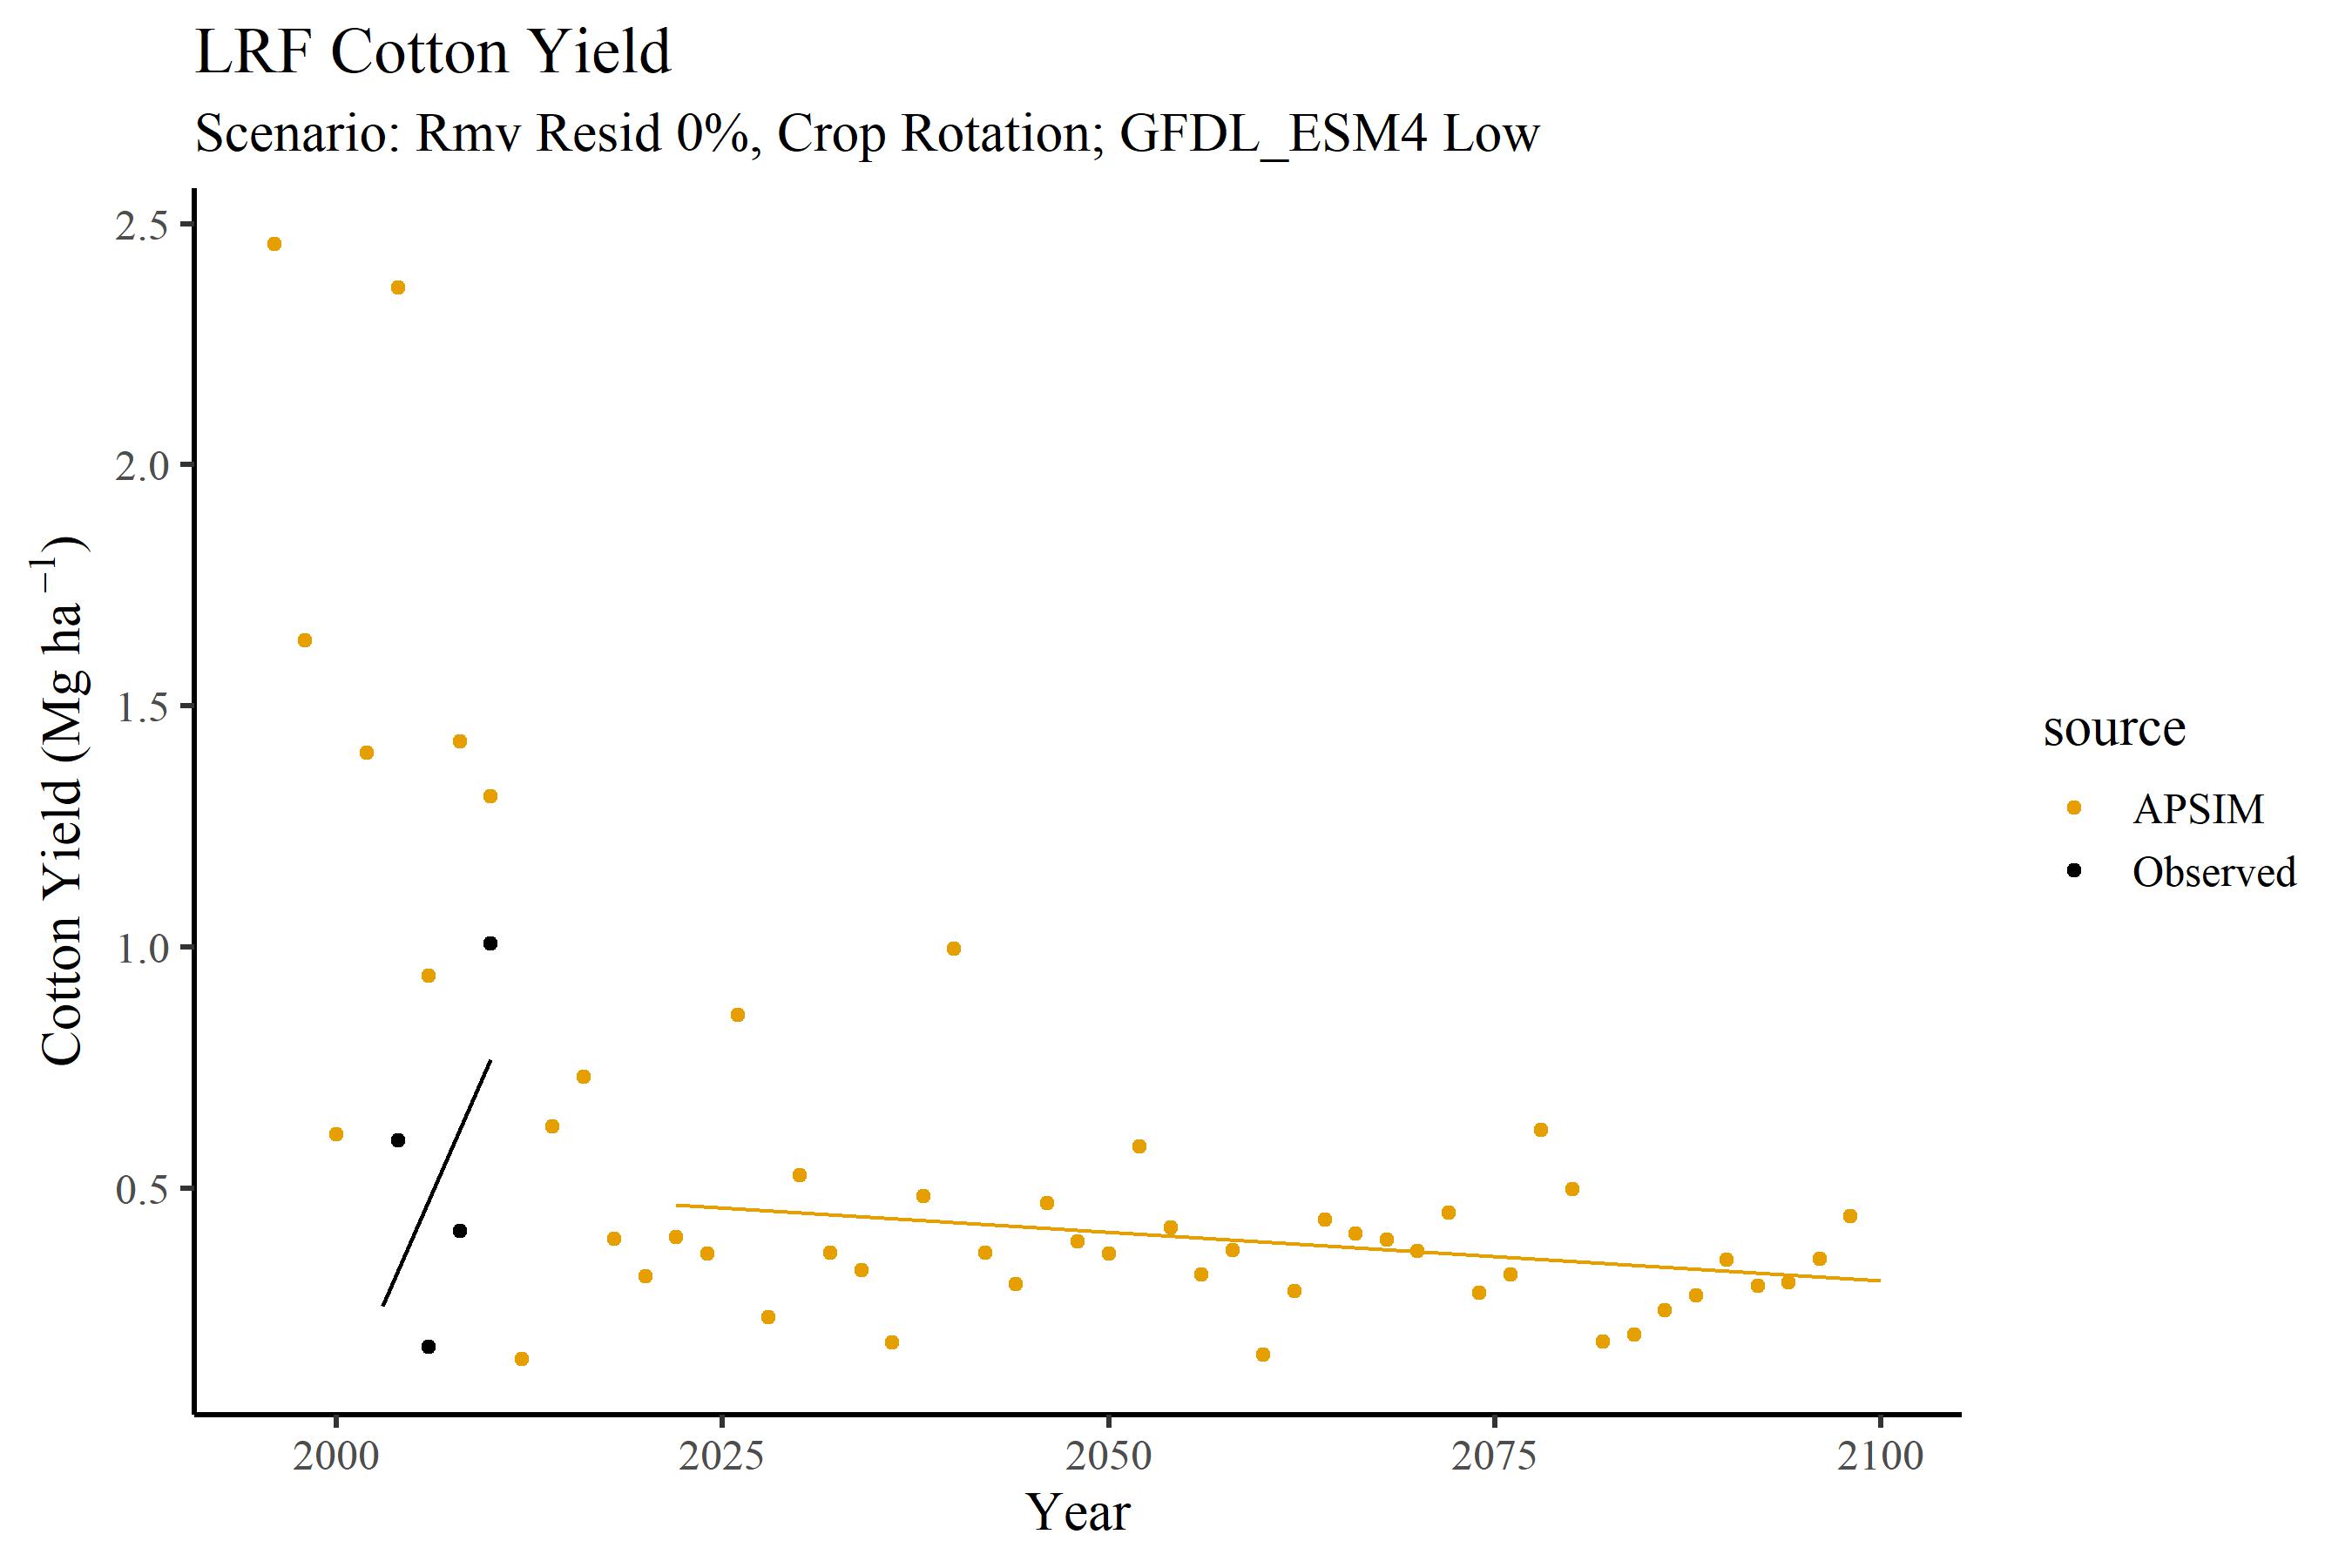 LRF Cotton Yield
Scenario: Rmv Resid 0%, Crop Rotation; GFDL_ESM4 Low
Cotton Yield (Mg ha⁻¹)
2.5
2.0
1.5
1.0
0.5
2000 2025 2050 2075 2100
Year
source
APSIM
Observed